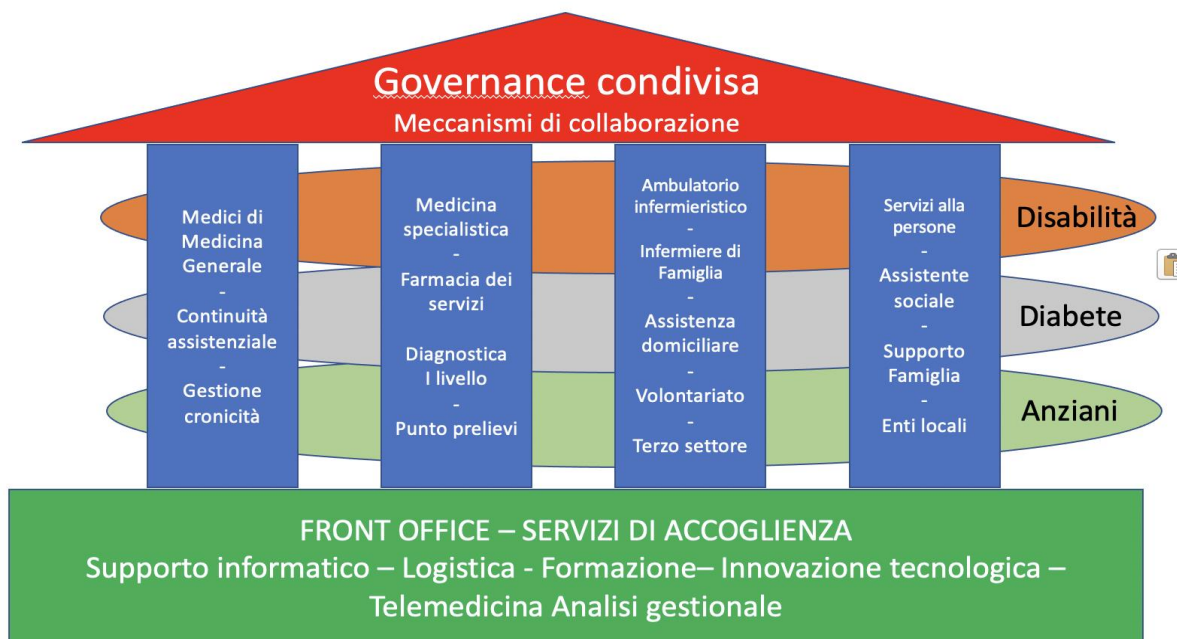 Governance condivisa
Meccanismi di collaborazione
Medici di
Medicina
Generale
-
Continuità
assistenziale
-
Gestione
cronicità
Medicina
specialistica
-
Farmacia dei
servizi
Diagnostica
I livello
-
Punto prelievi
Ambulatorio
infermieristico
-
Infermiere di
Famiglia
-
Assistenza
domiciliare
-
Volontariato
-
Terzo settore
Servizi alla
persone
-
Assistente
sociale
-
Supporto
Famiglia
-
Enti locali
Disabilità
Diabete
Anziani
FRONT OFFICE – SERVIZI DI ACCOGLIENZA
Supporto informatico – Logistica - Formazione– Innovazione tecnologica –
Telemedicina Analisi gestionale